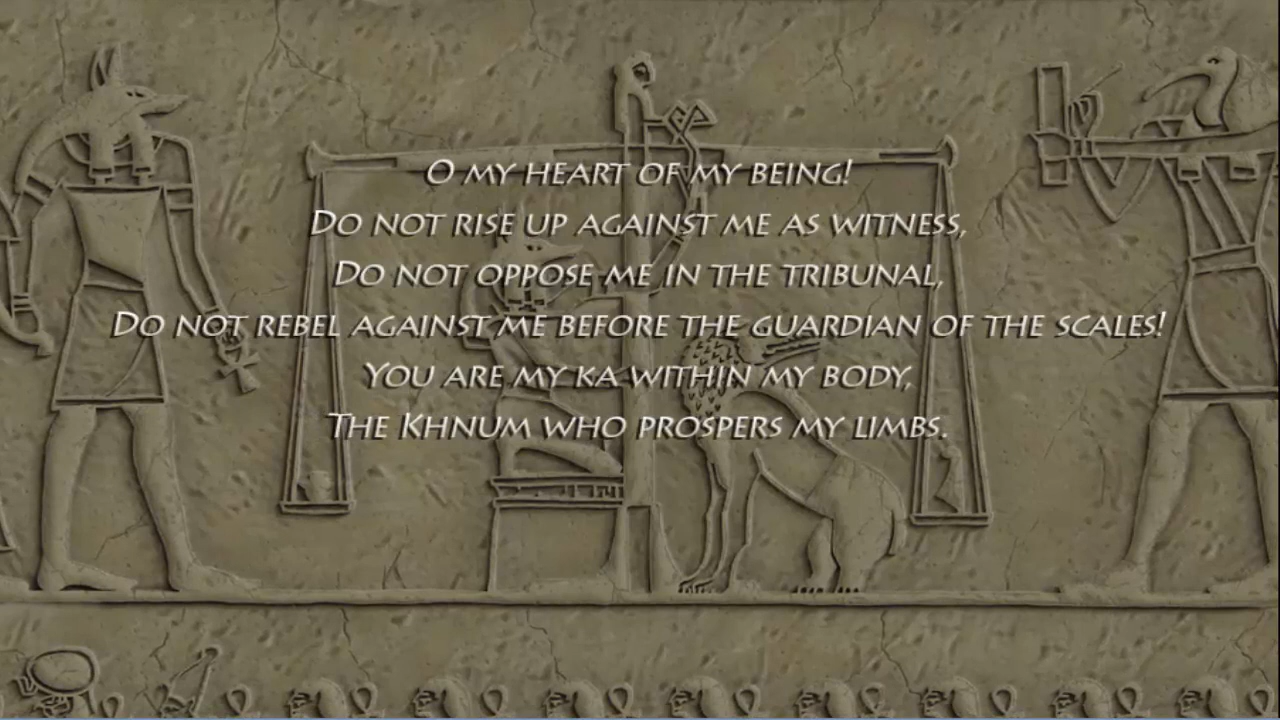 O my heart of my being!
Do not rise up against me as witness,
Do not oppose me in the tribunal,
Do not rebel against me before the guardian of the scales!
You are my ka within my body,
The Khnum who prospers my limbs.